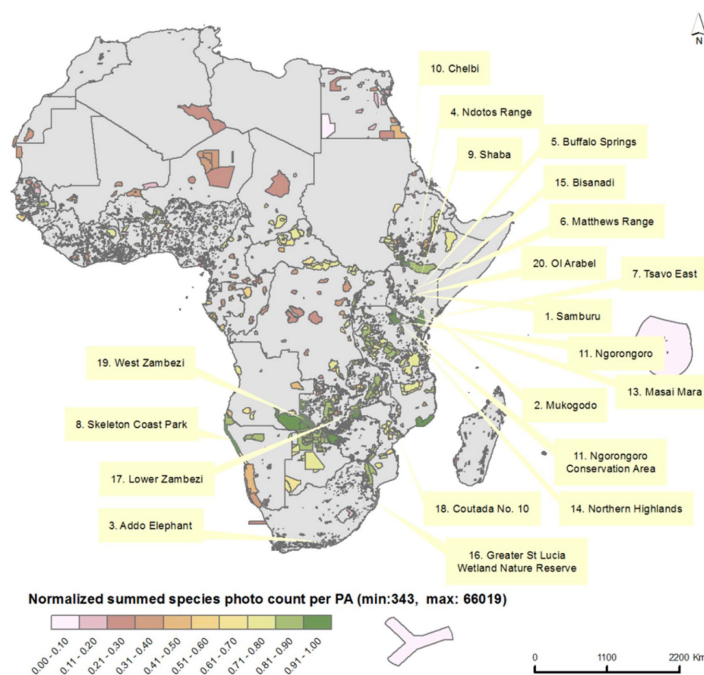 N
10. Chelbi
4. Ndotos Range
5. Buffalo Springs
9. Shaba
15. Bisanadi
6. Matthews Range
20. Ol Arabel
7. Tsavo East
1. Samburu
11. Ngorongoro
13. Masai Mara
2. Mukogodo
11. Ngorongoro
Conservation Area
14. Northern Highlands
19. West Zambezi
8. Skeleton Coast Park
17. Lower Zambezi
3. Addo Elephant
18. Coutada No. 10
16. Greater St Lucia
Wetland Nature Reserve
Normalized summed species photo count per PA (min:343, max: 66019)
0.00 - 0.10
0.11 - 0.20
0.21 - 0.30
0.31 - 0.40
0.41 - 0.50
0.51 - 0.60
0.61 - 0.70
0.71 - 0.80
0.81 - 0.90
0.91 - 1.00
0 1100 2200 Km